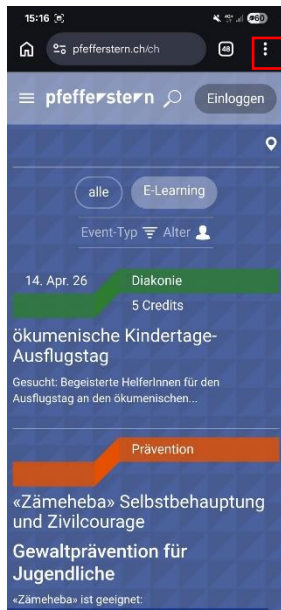 15:16
60
pfefferstern.ch/ch
48
pfefferstern
Einloggen
alle
E-Learning
Event-Typ
Alter
14. Apr. 26
Diakonie
5 Credits
ökumenische Kindertage-
Ausflugstag
Gesucht: Begeisterte HelferInnen für den
Ausflugstag an den ökumenischen...
Prävention
«Zämeheba» Selbstbehauptung
und Zivilcourage
Gewaltprävention für
Jugendliche
«Zämeheba» ist geeignet: